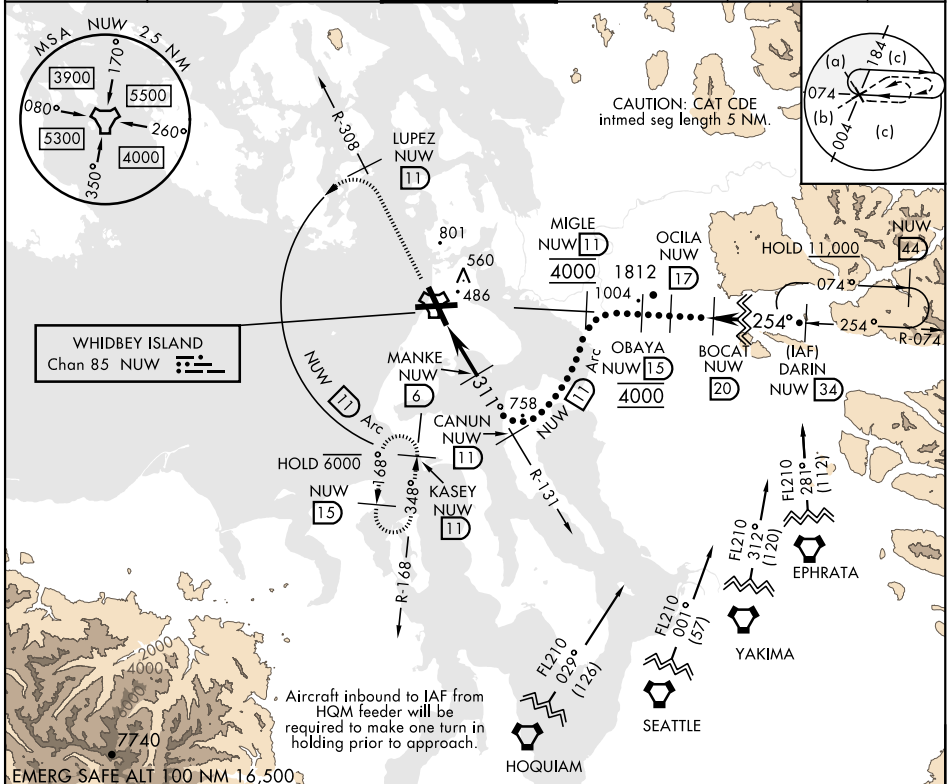 MSA NUW 25 NM
170°
3900
5500
080°
260°
5300
4000
350°
R-308
LUPEZ
NUW
11
CAUTION: CAT CDE
intmed seg length 5 NM.
(a)
184
(c)
074
(b)
004
(c)
801
560
486
MIGLE
NUW 11
4000
1812
1004
OCILA
NUW
17
HOLD 11,000
NUW
44
074°
254°
254°
R-074
WHIDBEY ISLAND
Chan 85 NUW
MANKE
NUW
6
311°
OBAYA
NUW 15
4000
BOCAT
NUW
20
(IAF)
DARIN
NUW 34
NUW 11 Arc
NUW 11 Arc
758
CANUN
NUW
11
HOLD 6000
168°
348°
NUW
15
KASEY
NUW
11
R-131
R-168
FL210
281°
(112)
EPHRATA
FL210
312°
(120)
YAKIMA
FL210
001°
(57)
SEATTLE
FL210
029°
(126)
HOQUIAM
2000
4000
6000
7740
Aircraft inbound to IAF from
HQM feeder will be
required to make one turn in
holding prior to approach.
EMERG SAFE ALT 100 NM 16,500